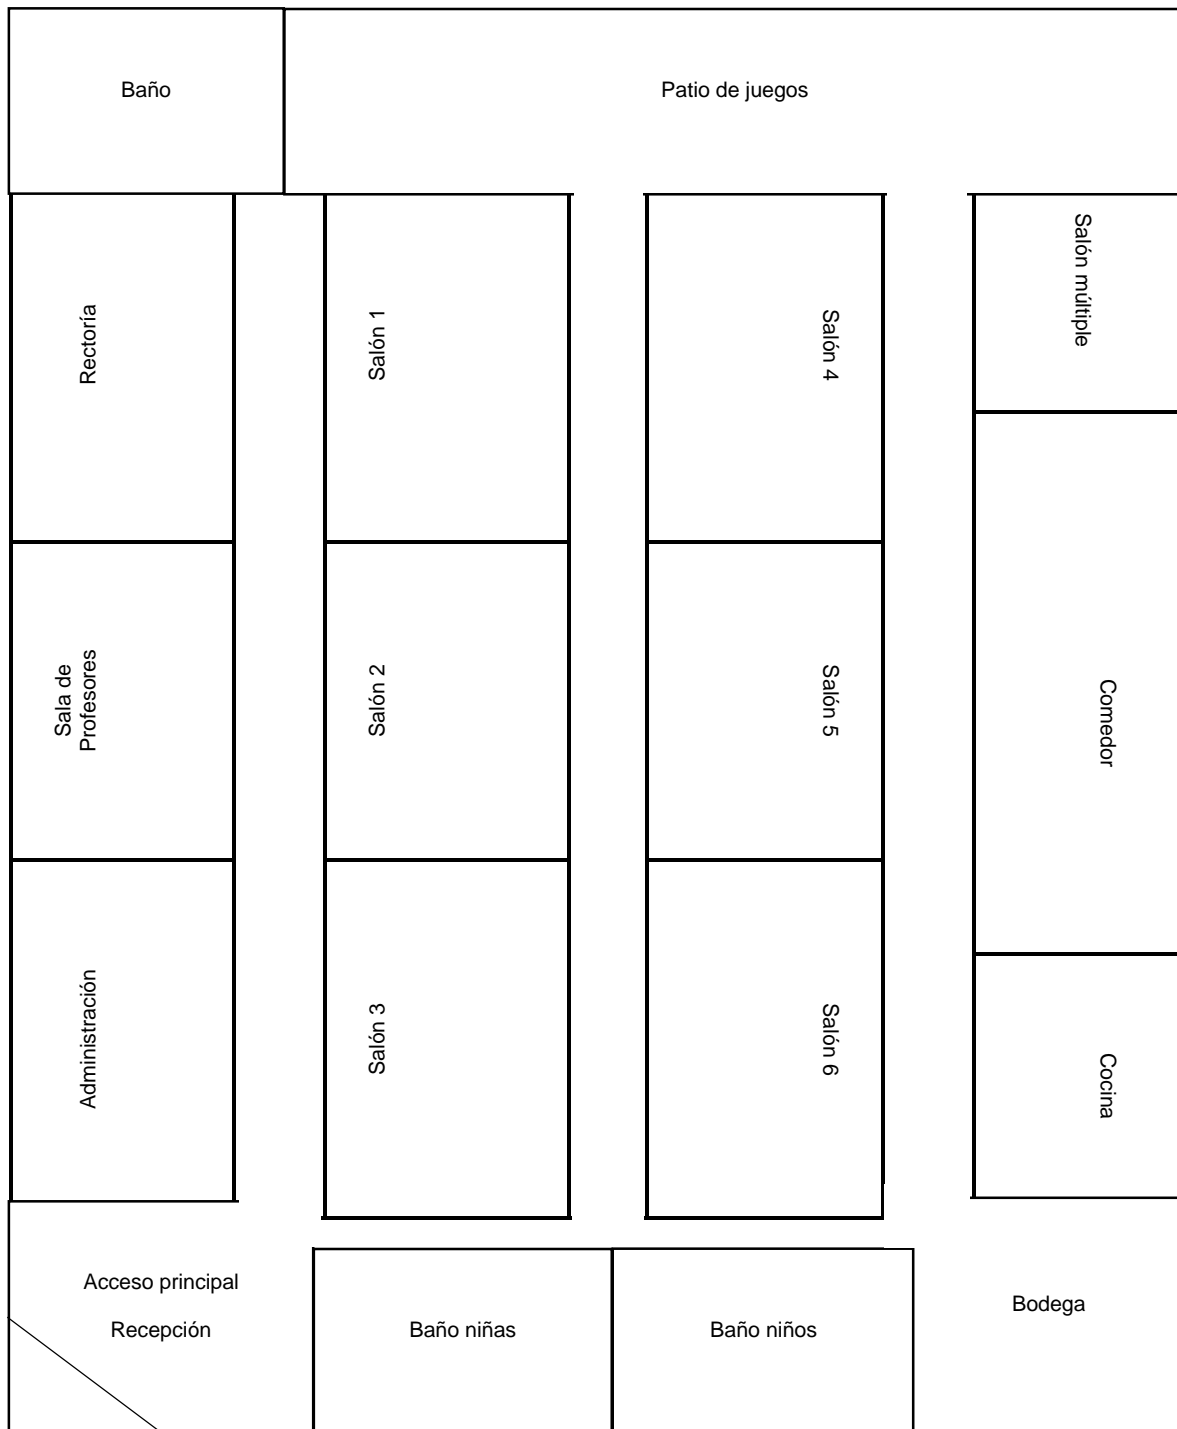 Baño
Patio de juegos
Rectoría
Salón 1
Salón 4
Salón múltiple
Sala de
Profesores
Salón 2
Salón 5
Comedor
Administración
Salón 3
Salón 6
Cocina
Acceso principal
Recepción
Baño niñas
Baño niños
Bodega